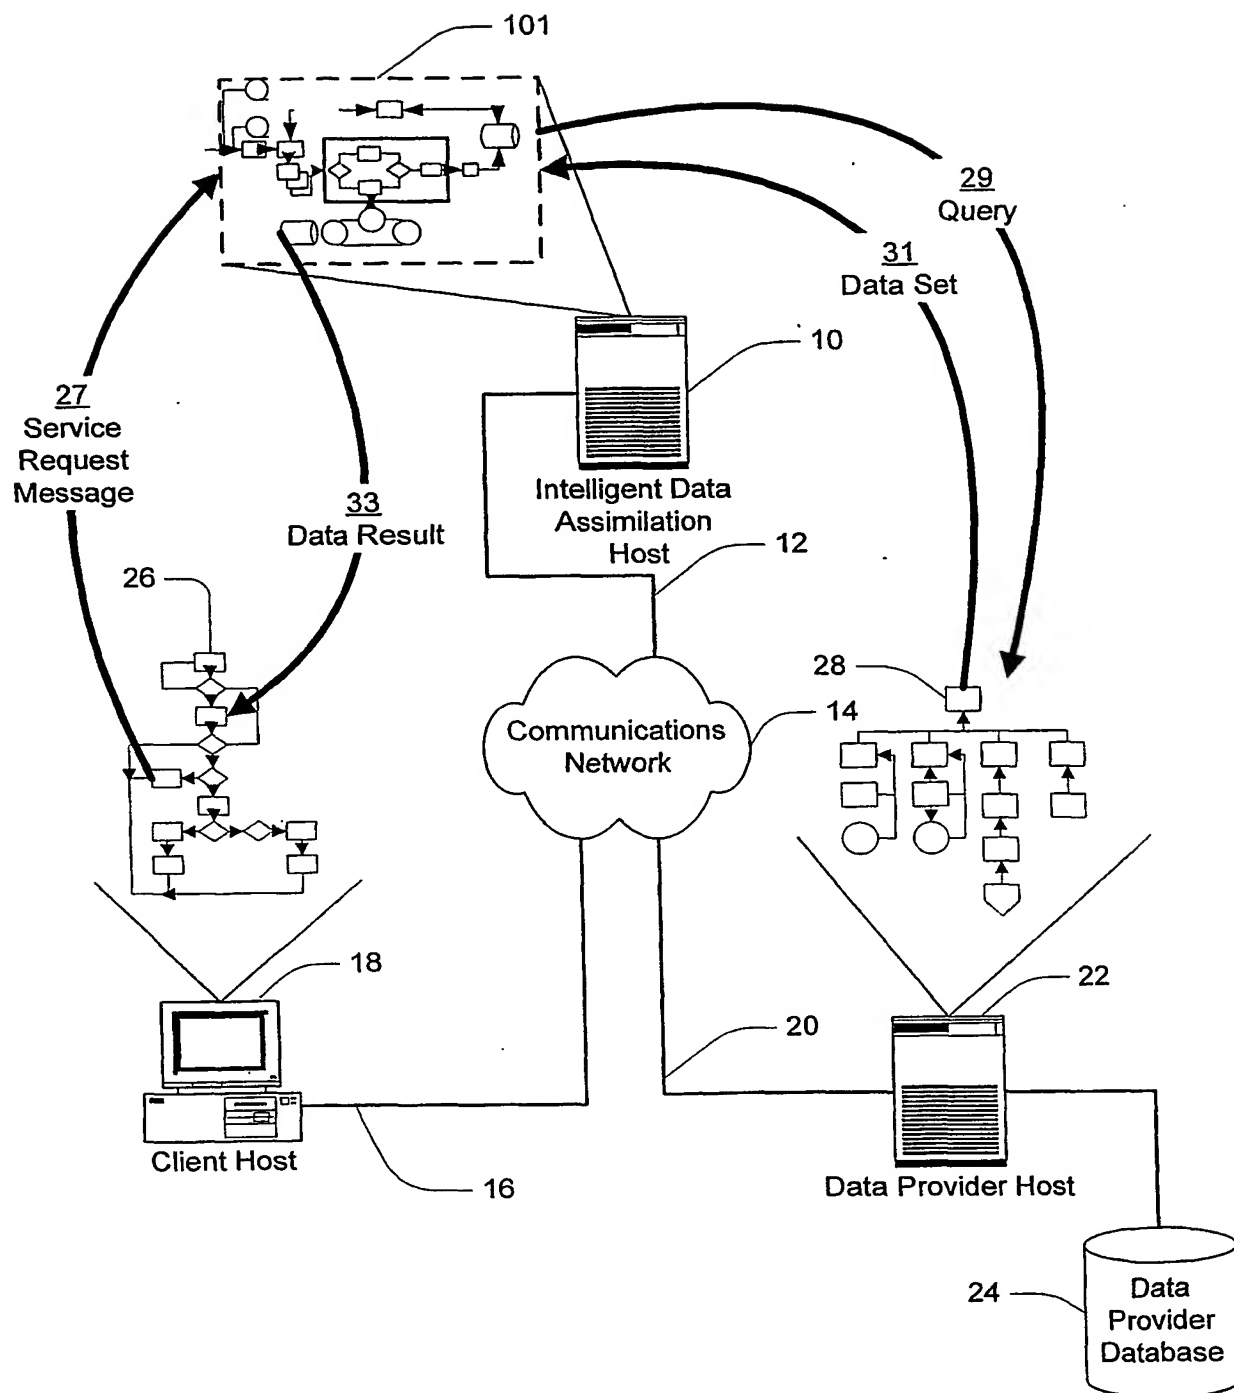 101
29
Query
31
Data Set
10
27
Service
Request
Message
33
Data Result
Intelligent Data
Assimilation
Host
12
26
28
14
Communications
Network
18
22
20
Client Host
16
Data Provider Host
24
Data
Provider
Database